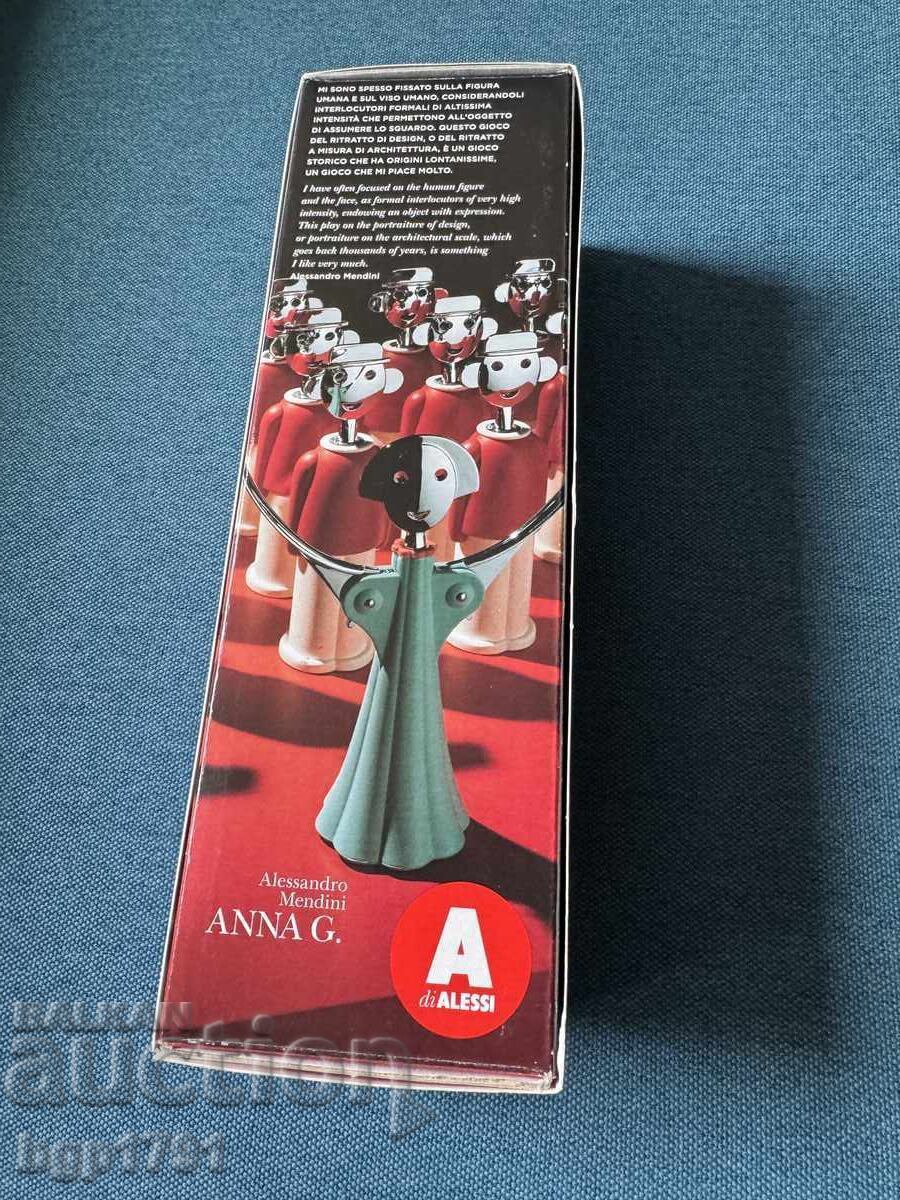 MI SONO SPESSO FISSATO SULLA FIGURA
UMANA E SUL VISO UMANO, CONSIDERANDOLI
INTERLOCUTORI FORMALI DI ALTISSIMA
INTENSITÀ CHE PERMETTONO ALL'OGGETTO
DI ASSUMERE LO SGUARDO. QUESTO GIOCO
DEL RITRATTO DI DESIGN, O DEL RITRATTO
A MISURA DI ARCHITETTURA, È UN GIOCO
STORICO CHE HA ORIGINI LONTANISSIME,
UN GIOCO CHE MI PIACE MOLTO.
I have often focused on the human figure
and the face, as formal interlocutors of very high
intensity, endowing an object with expression.
This play on the portraiture of design,
or portraiture on the architectural scale, which
goes back thousands of years, is something
I like very much.
Alessandro Mendini
Alessandro
Mendini
ANNA G.
A
di ALESSI
BALKAN
auction
bgp1791